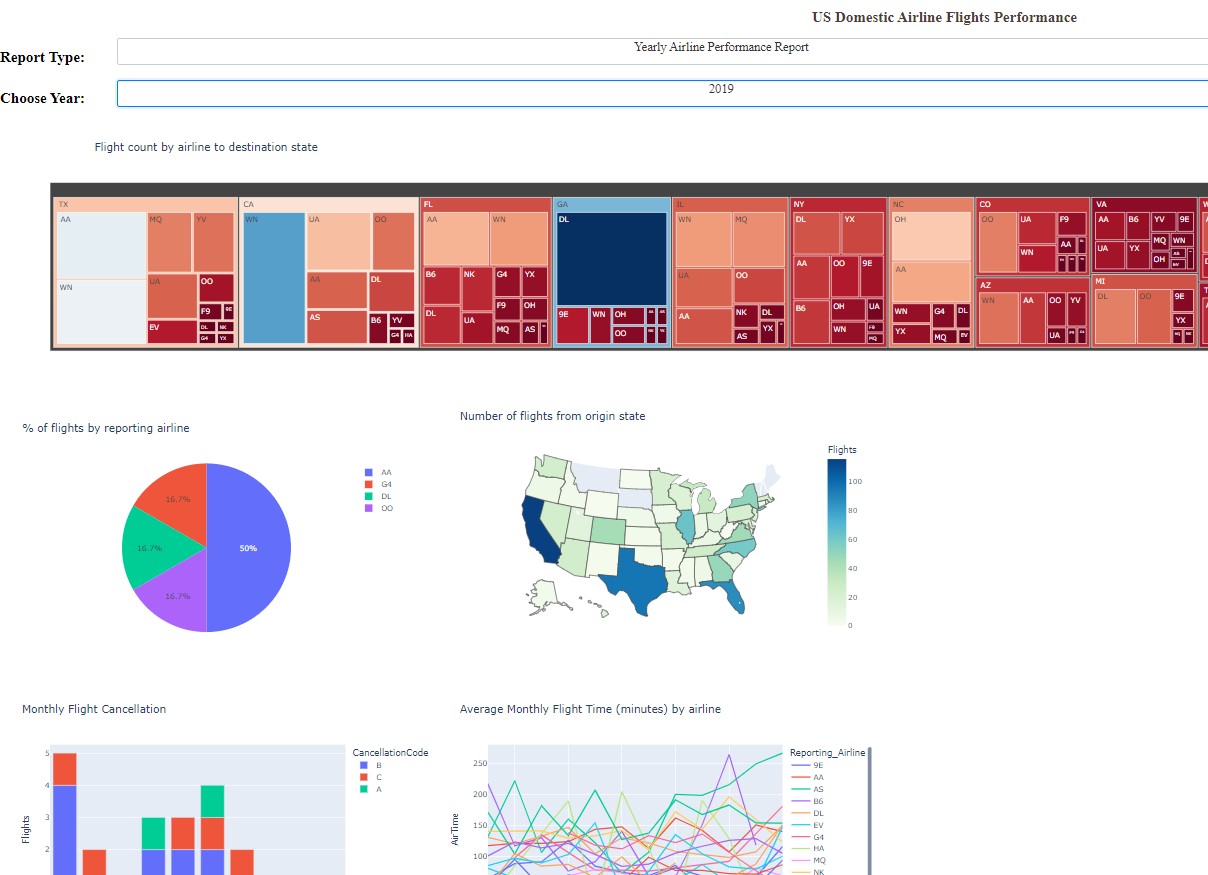 US Domestic Airline Flights Performance
Report Type:
Yearly Airline Performance Report
Choose Year:
2019
Flight count by airline to destination state
TX
AA
MQ
YV
WN
UA
OO
EV
F9
9E
DL
NK
G4
YX
CA
WN
UA
OO
AA
DL
AS
B6
YV
G4
HA
FL
AA
WN
B6
NK
G4
YX
F9
OH
DL
UA
MQ
AS
GA
DL
9E
WN
OH
OO
IL
WN
MQ
UA
OO
AA
NK
DL
AS
YX
NY
DL
YX
AA
OO
9E
B6
OH
UA
WN
F9
MQ
NC
OH
AA
WN
G4
DL
YX
MQ
EV
CO
OO
UA
F9
WN
AA
AZ
WN
AA
OO
YV
UA
VA
AA
B6
YV
9E
UA
YX
MQ
WN
OH
MI
DL
OO
9E
YX
% of flights by reporting airline
16.7%
50%
16.7%
16.7%
AA
G4
DL
OO
Number of flights from origin state
Flights
100
80
60
40
20
0
Monthly Flight Cancellation
5
4
3
2
Flights
CancellationCode
B
C
A
Average Monthly Flight Time (minutes) by airline
250
200
150
100
AirTime
Reporting_Airline
9E
AA
AS
B6
DL
EV
G4
HA
MQ
NK